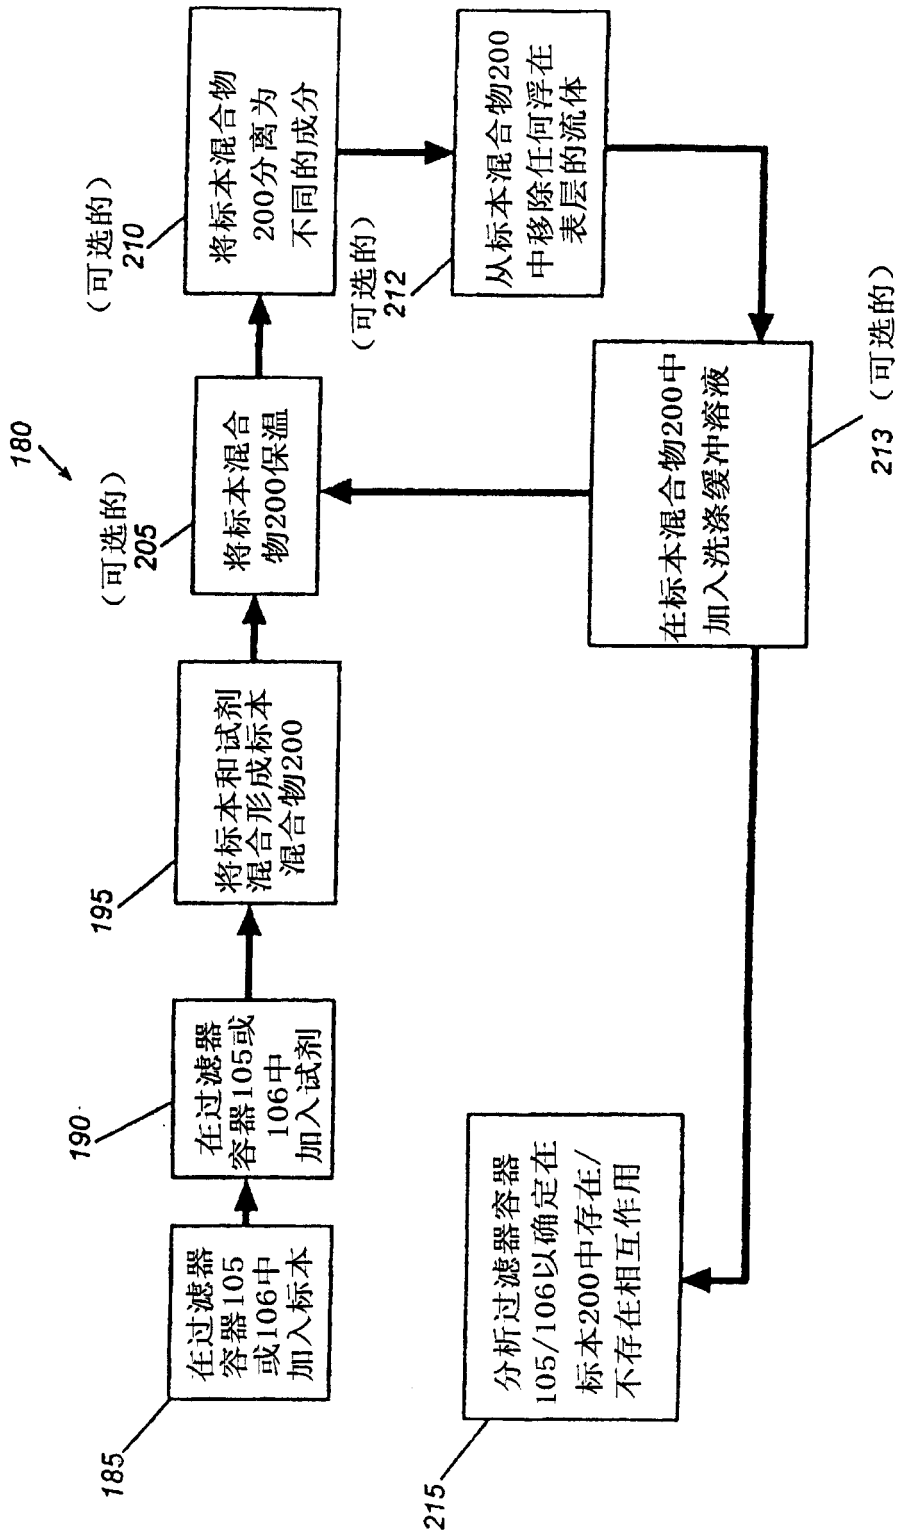 180
185
在过滤器
容器105
或106中
加入标本
190
在过滤器
容器105或
106中
加入试剂
195
将标本和试剂
混合形成标本
混合物200
(可选的)
205
将标本混合
物200保温
(可选的)
210
将标本混合物
200分离为
不同的成分
(可选的)
212
从标本混合物200
中移除任何浮在
表层的流体
213
(可选的)
在标本混合物200中
加入洗涤缓冲溶液
215
分析过滤器容器
105/106以确定在
标本200中存在/
不存在相互作用